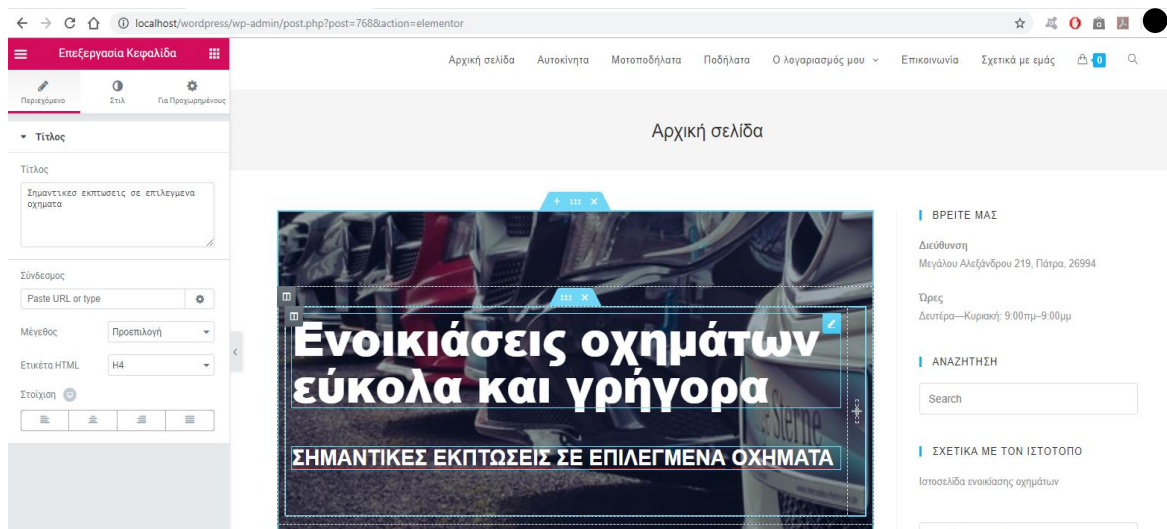 localhost/wordpress/wp-admin/post.php?post=768&action=elementor
Επεξεργασία Κεφαλίδα
Περιεχόμενο Στιλ Για Προχωρημένους
Τίτλος
Τίτλος
Σημαντικεσ εκπτωσεις σε επιλεγμενα
οχηματα
Σύνδεσμος
Paste URL or type
Μέγεθος Προεπιλογή
Ετικέτα HTML H4
Στοίχιση
Αρχική σελίδα Αυτοκίνητα Μοτοποδήλατα Ποδήλατα Ο λογαριασμός μου Επικοινωνία Σχετικά με εμάς 0
Αρχική σελίδα
Ενοικιάσεις οχημάτων
εύκολα και γρήγορα
Sterne
ΣΗΜΑΝΤΙΚΕΣ ΕΚΠΤΩΣΕΙΣ ΣΕ ΕΠΙΛΕΓΜΕΝΑ ΟΧΗΜΑΤΑ
ΒΡΕΙΤΕ ΜΑΣ
Διεύθυνση
Μεγάλου Αλεξάνδρου 219, Πάτρα, 26994
Ώρες
Δευτέρα—Κυριακή: 9:00πμ–9:00μμ
ΑΝΑΖΗΤΗΣΗ
Search
ΣΧΕΤΙΚΑ ΜΕ ΤΟΝ ΙΣΤΟΤΟΠΟ
Ιστοσελίδα ενοικίασης οχημάτων